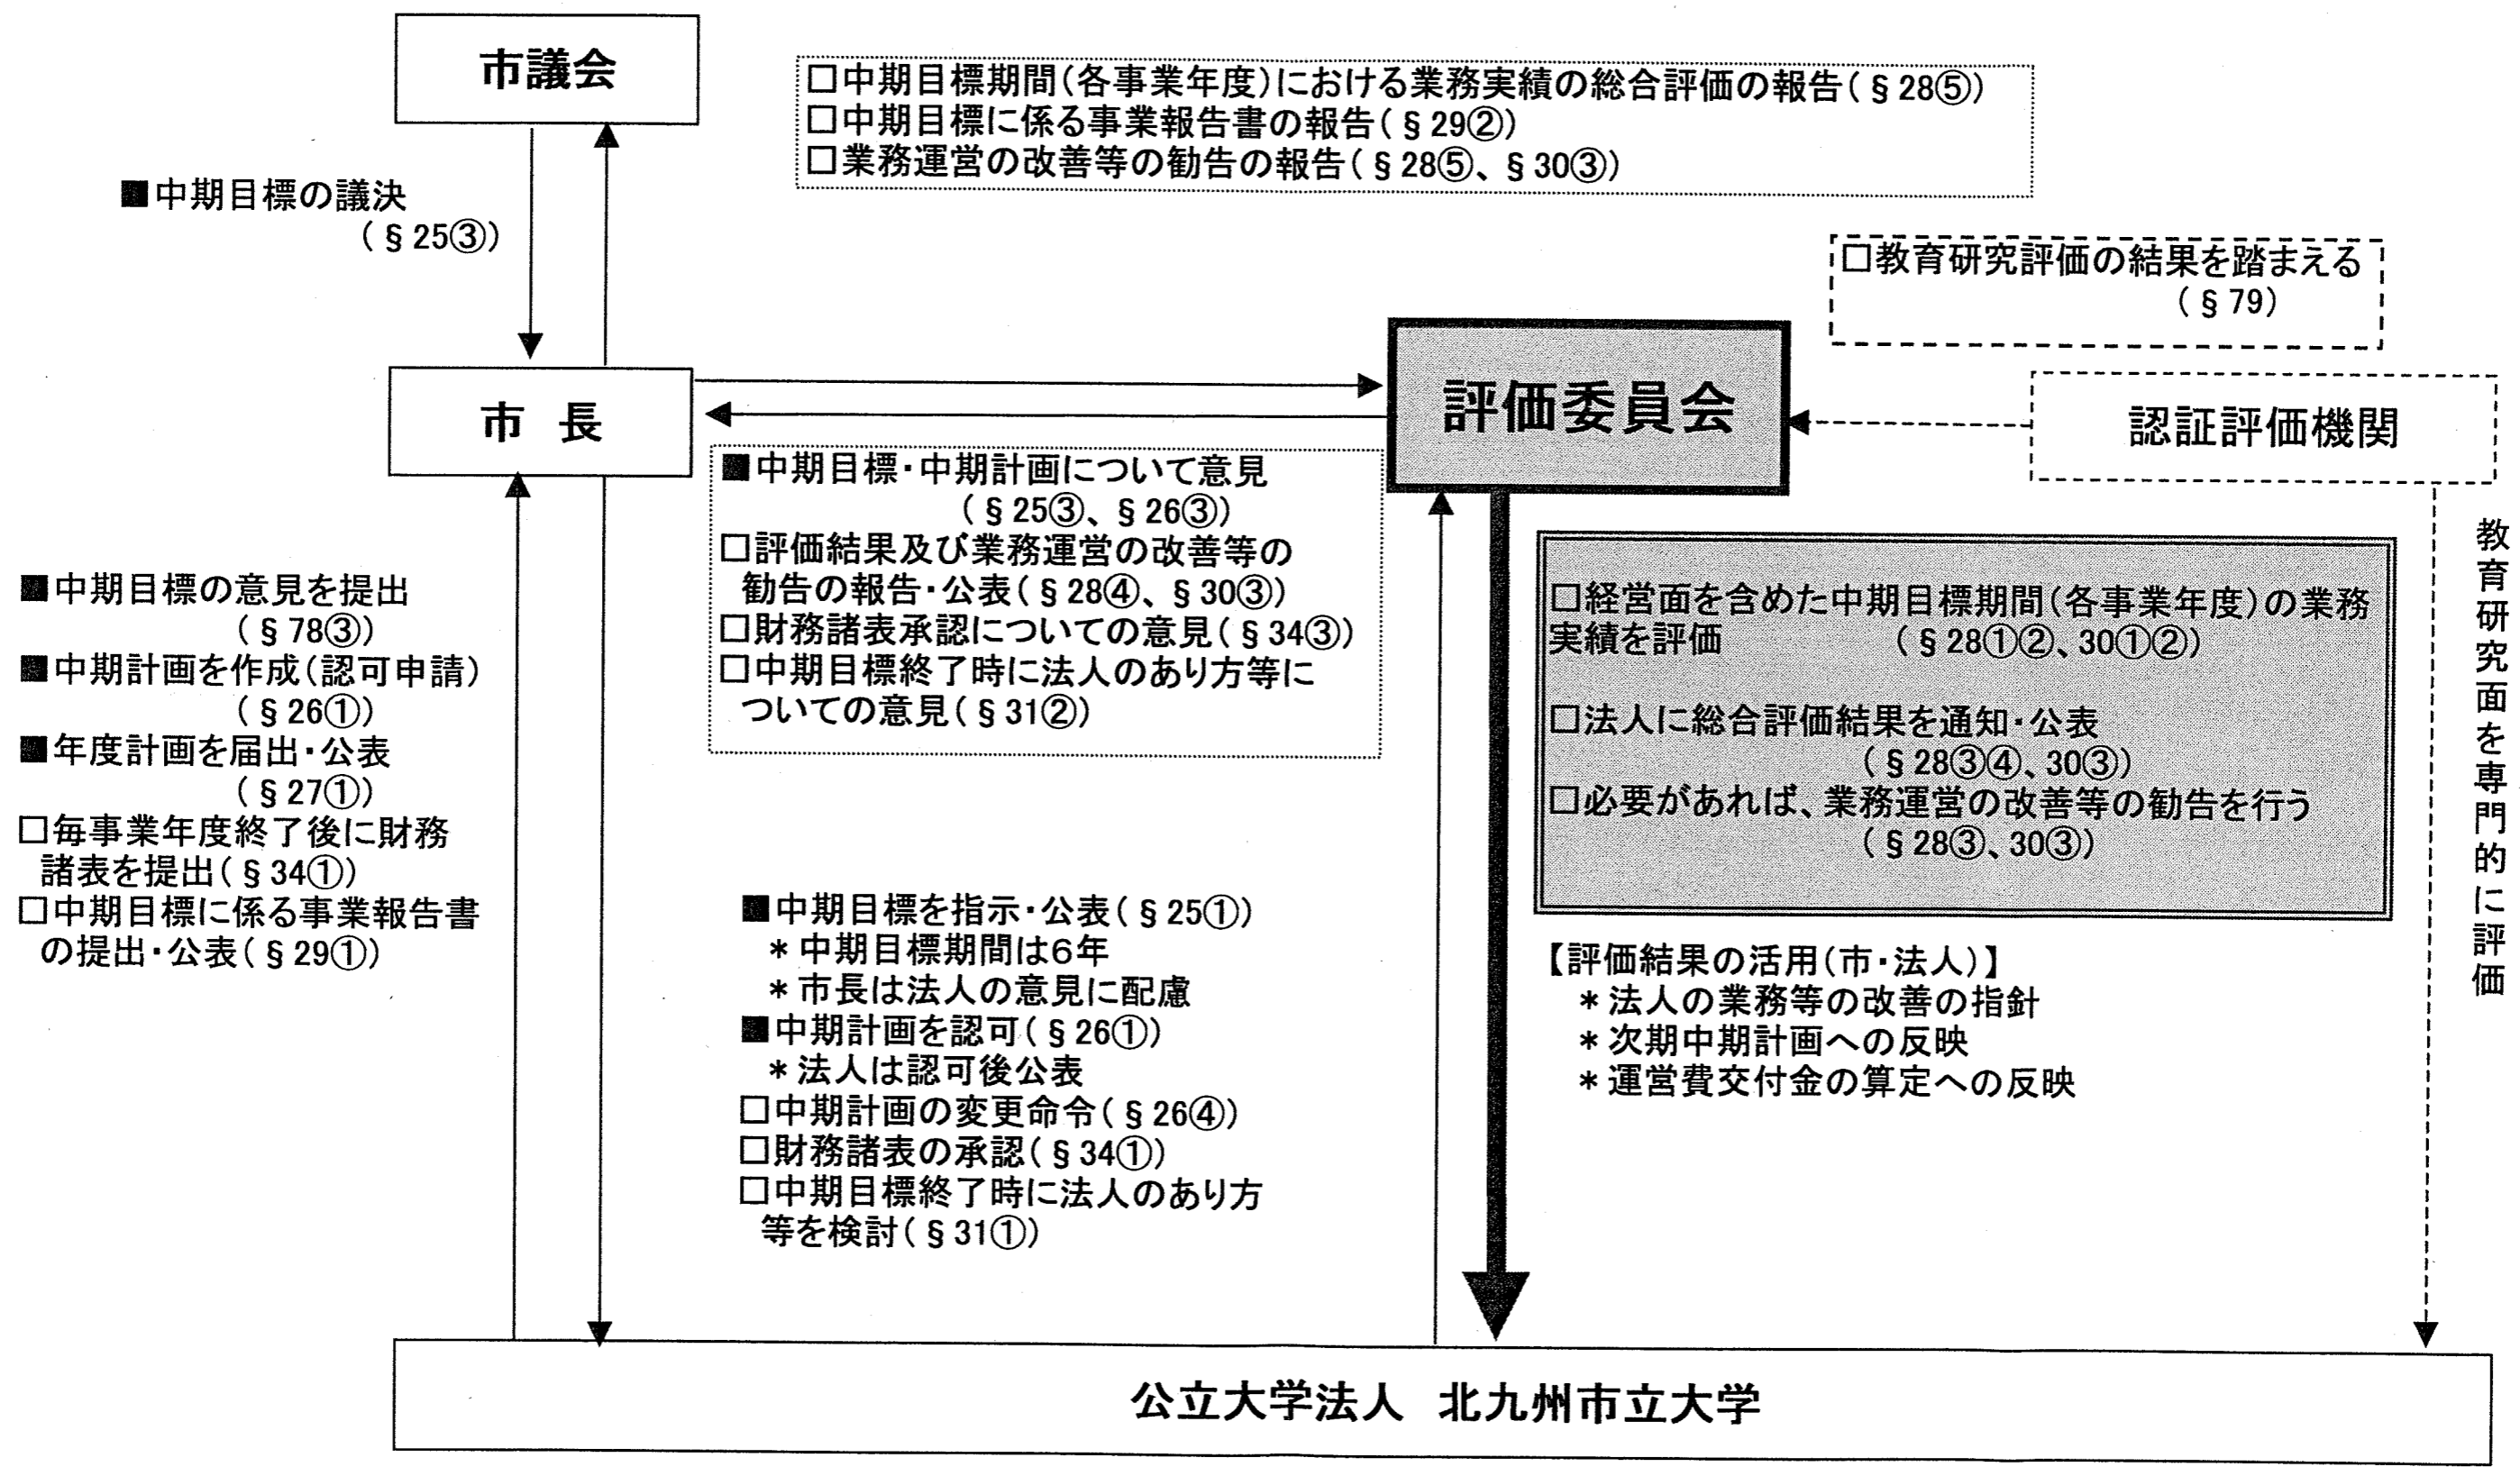 市議会
□中期目標期間(各事業年度)における業務実績の総合評価の報告(§28⑤)
□中期目標に係る事業報告書の報告(§29②)
□業務運営の改善等の勧告の報告(§28⑤、§30③)
■中期目標の議決
(§25③)
□教育研究評価の結果を踏まえる
(§79)
市 長
評価委員会
認証評価機関
■中期目標・中期計画について意見
(§25③、§26③)
□評価結果及び業務運営の改善等の
勧告の報告・公表(§28④、§30③)
□財務諸表承認についての意見(§34③)
□中期目標終了時に法人のあり方等に
ついての意見(§31②)
■中期目標の意見を提出
(§78③)
■中期計画を作成(認可申請)
(§26①)
■年度計画を届出・公表
(§27①)
□毎事業年度終了後に財務
諸表を提出(§34①)
□中期目標に係る事業報告書
の提出・公表(§29①)
■中期目標を指示・公表(§25①)
*中期目標期間は6年
*市長は法人の意見に配慮
■中期計画を認可(§26①)
*法人は認可後公表
□中期計画の変更命令(§26④)
□財務諸表の承認(§34①)
□中期目標終了時に法人のあり方
等を検討(§31①)
□経営面を含めた中期目標期間(各事業年度)の業務
実績を評価 (§28①②、30①②)
□法人に総合評価結果を通知・公表
(§28③④、30③)
□必要があれば、業務運営の改善等の勧告を行う
(§28③、30③)
【評価結果の活用(市・法人)】
*法人の業務等の改善の指針
*次期中期計画への反映
*運営費交付金の算定への反映
教育研究面を専門的に評価
公立大学法人 北九州市立大学